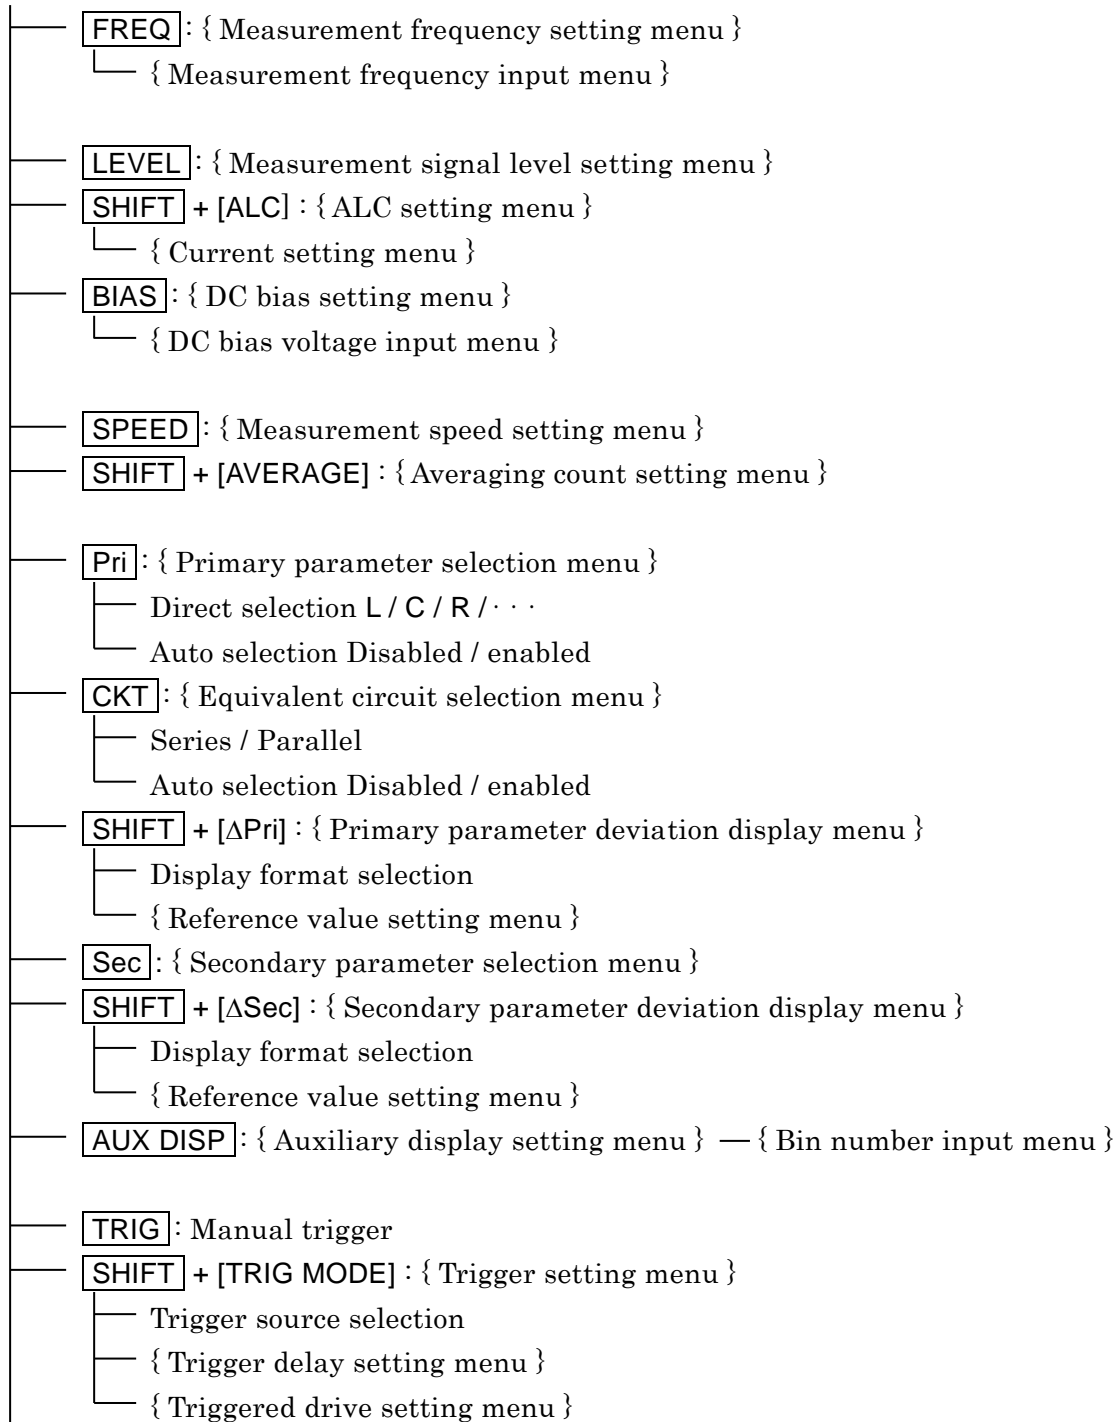 FREQ : { Measurement frequency setting menu }
{ Measurement frequency input menu }
LEVEL : { Measurement signal level setting menu }
SHIFT + [ALC] : { ALC setting menu }
{ Current setting menu }
BIAS : { DC bias setting menu }
{ DC bias voltage input menu }
SPEED : { Measurement speed setting menu }
SHIFT + [AVERAGE] : { Averaging count setting menu }
Pri : { Primary parameter selection menu }
Direct selection L / C / R / · · ·
Auto selection Disabled / enabled
CKT : { Equivalent circuit selection menu }
Series / Parallel
Auto selection Disabled / enabled
SHIFT + [ΔPri] : { Primary parameter deviation display menu }
Display format selection
{ Reference value setting menu }
Sec : { Secondary parameter selection menu }
SHIFT + [ΔSec] : { Secondary parameter deviation display menu }
Display format selection
{ Reference value setting menu }
AUX DISP : { Auxiliary display setting menu } — { Bin number input menu }
TRIG : Manual trigger
SHIFT + [TRIG MODE] : { Trigger setting menu }
Trigger source selection
{ Trigger delay setting menu }
{ Triggered drive setting menu }